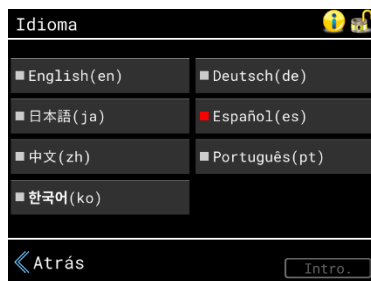 Idioma
English(en)
Deutsch(de)
日本語(ja)
Español(es)
中文(zh)
Português(pt)
한국어(ko)
Atrás
Intro.